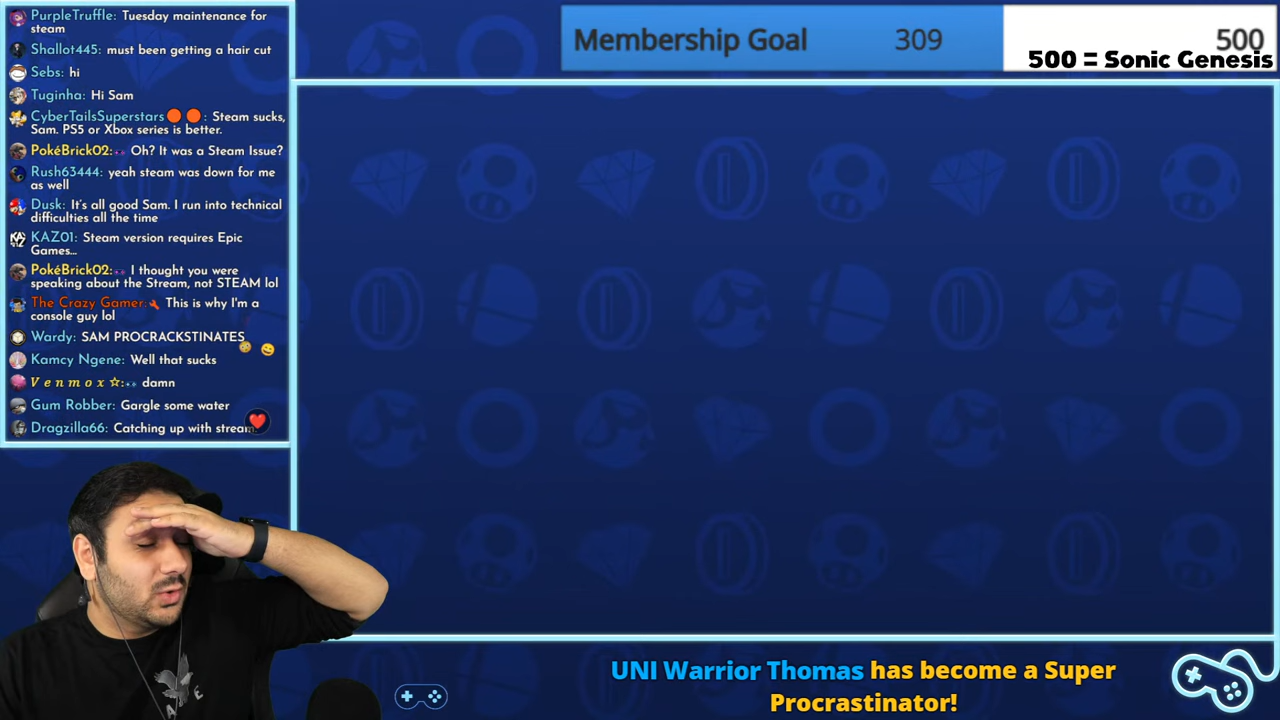 PurpleTruffle: Tuesday maintenance for
steam
Shallot445: must been getting a hair cut
Sebs: hi
Tuginha: Hi Sam
CyberTailsSuperstars🟠 🟠: Steam sucks,
Sam. PS5 or Xbox series is better.
PokéBrick02: Oh? It was a Steam Issue?
Rush63444: yeah steam was down for me
as well
Dusk: It's all good Sam. I run into technical
difficulties all the time
KAZ01: Steam version requires Epic
Games...
PokéBrick02: I thought you were
speaking about the Stream, not STEAM lol
The Crazy Gamer: This is why I'm a
console guy lol
Wardy: SAM PROCRACKSTINATES
Kamcy Ngene: Well that sucks
V e n m o x ☆: damn
Gum Robber: Gargle some water
Dragzilla66: Catching up with stream
Membership Goal 309 500
500 = Sonic Genesis
UNI Warrior Thomas has become a Super
Procrastinator!